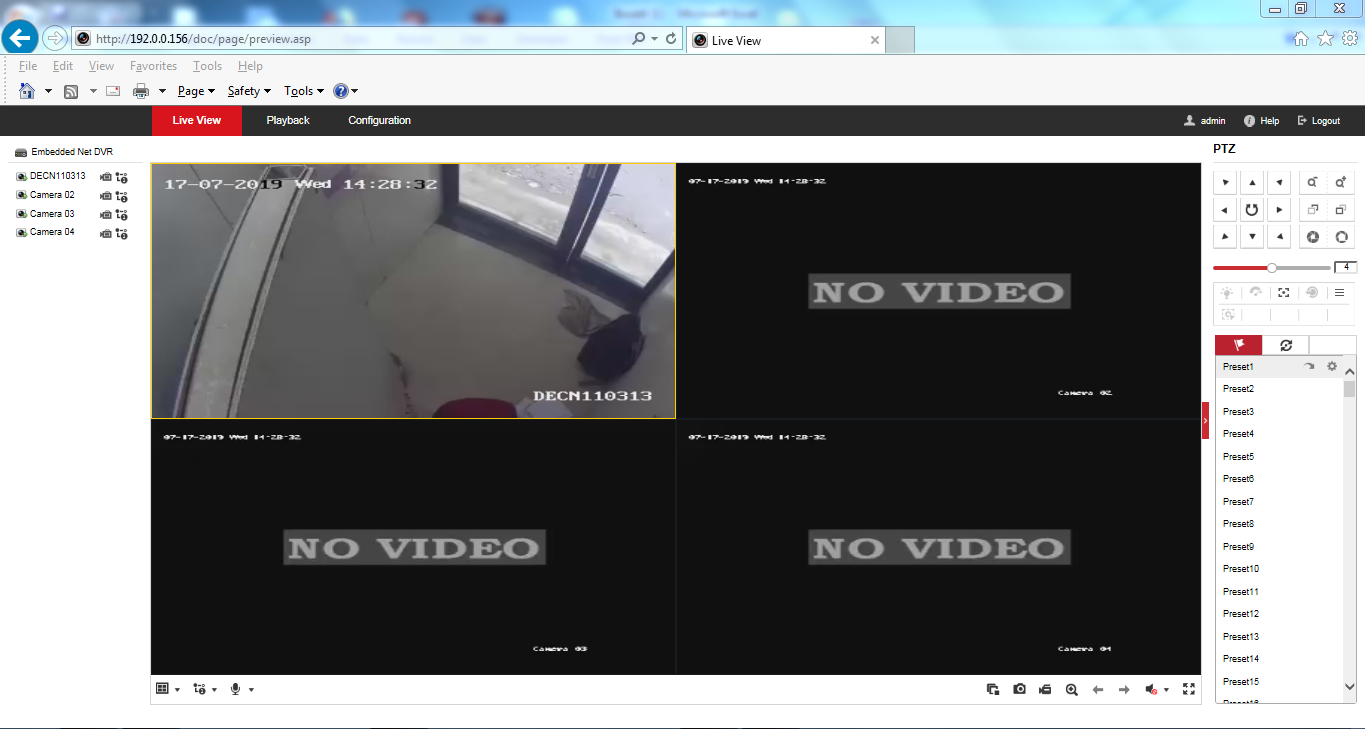 http://192.0.0.156/doc/page/preview.asp
Live View
File Edit View Favorites Tools Help
Page Safety Tools
Live View Playback Configuration admin Help Logout
Embedded Net DVR
DECN110313
Camera 02
Camera 03
Camera 04
17-07-2019 Wed 14:28:32
DECN110313
07-17-2019 Wed 14:28:32
NO VIDEO
Camera 02
07-17-2019 Wed 14:28:32
NO VIDEO
Camera 03
07-17-2019 Wed 14:28:32
NO VIDEO
Camera 04
PTZ
4
Preset1
Preset2
Preset3
Preset4
Preset5
Preset6
Preset7
Preset8
Preset9
Preset10
Preset11
Preset12
Preset13
Preset14
Preset15
Preset16